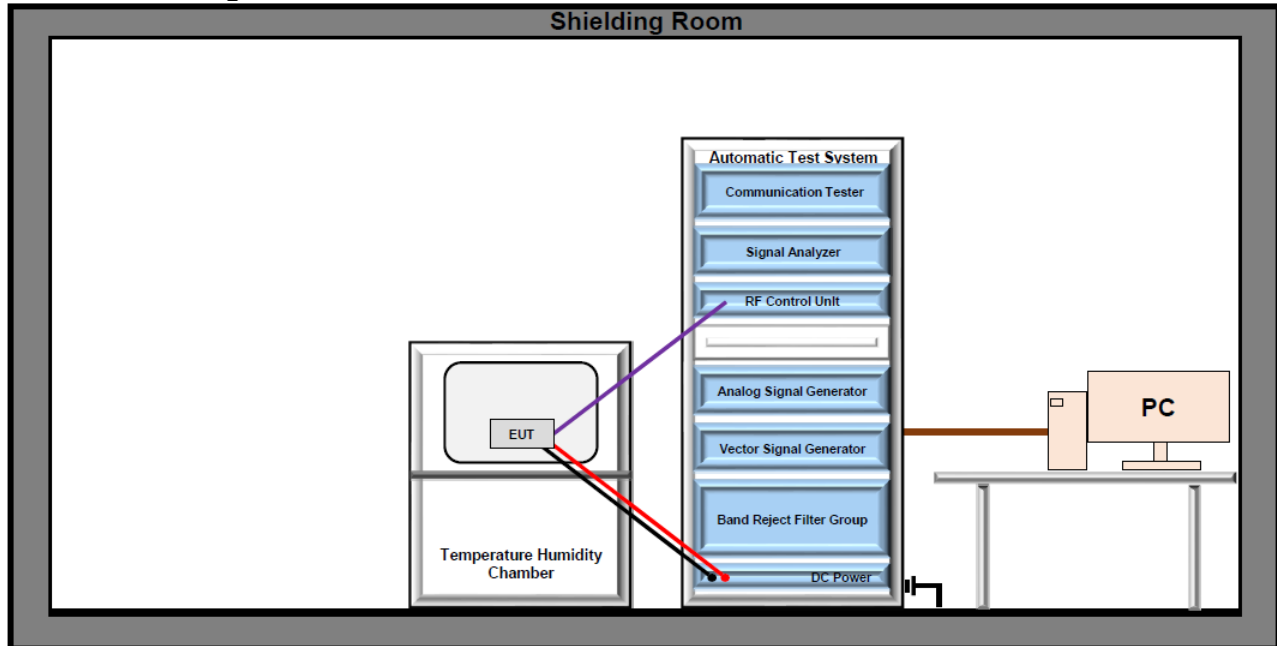 Shielding Room
Automatic Test System
Communication Tester
Signal Analyzer
RF Control Unit
Analog Signal Generator
Vector Signal Generator
Band Reject Filter Group
DC Power
EUT
Temperature Humidity
Chamber
PC